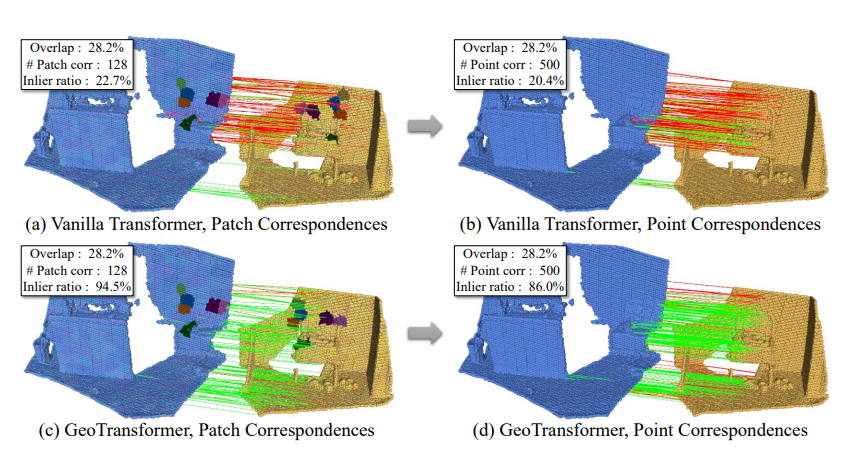 Overlap : 28.2%
# Patch corr : 128
Inlier ratio : 22.7%
Overlap : 28.2%
# Point corr : 500
Inlier ratio : 20.4%
(a) Vanilla Transformer, Patch Correspondences
(b) Vanilla Transformer, Point Correspondences
Overlap : 28.2%
# Patch corr : 128
Inlier ratio : 94.5%
Overlap : 28.2%
# Point corr : 500
Inlier ratio : 86.0%
(c) GeoTransformer, Patch Correspondences
(d) GeoTransformer, Point Correspondences